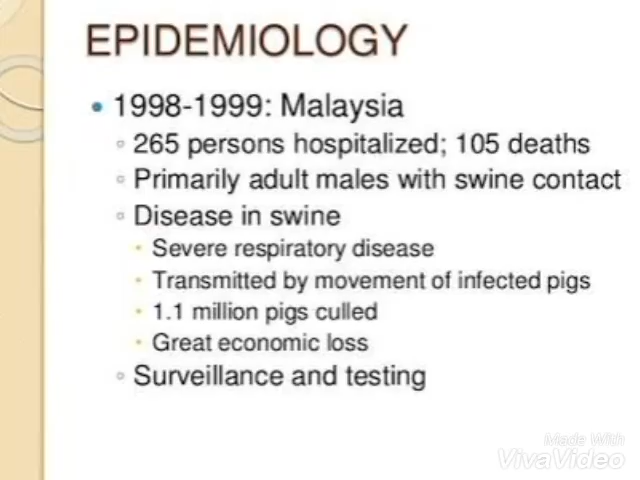 EPIDEMIOLOGY
• 1998-1999: Malaysia
◦ 265 persons hospitalized; 105 deaths
◦ Primarily adult males with swine contact
◦ Disease in swine
• Severe respiratory disease
• Transmitted by movement of infected pigs
• 1.1 million pigs culled
• Great economic loss
◦ Surveillance and testing
Made With
VivaVideo